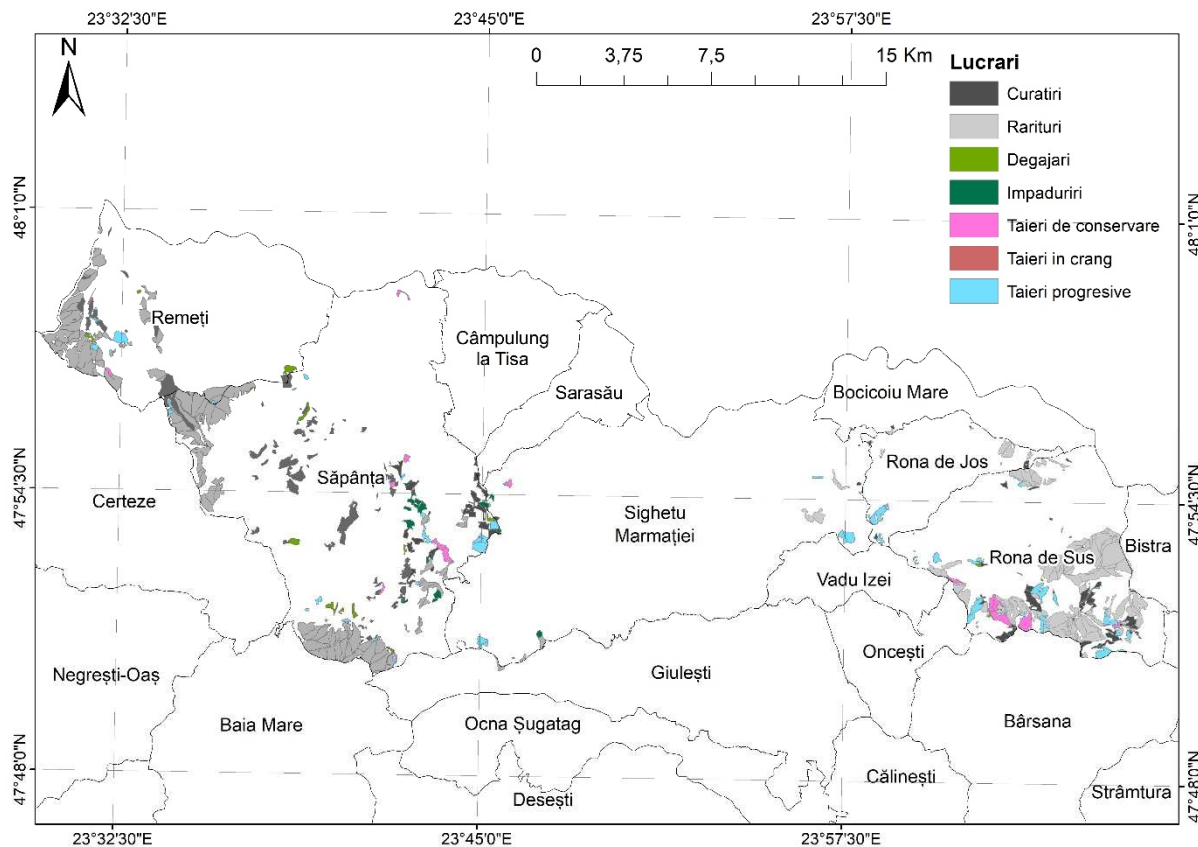 23°32'30"E
23°45'0"E
23°57'30"E
N
0
3,75
7,5
15 Km
Lucrari
Curatiri
Rarituri
Degajari
Impaduriri
Taieri de conservare
Taieri in crang
Taieri progresive
48°1'0"N
48°1'0"N
Remeți
Câmpulung
la Tisa
Sarasău
Bocicoiu Mare
Rona de Jos
Săpânța
47°54'30"N
47°54'30"N
Certeze
Sighetu
Marmației
Bistra
Rona de Sus
Vadu Izei
Oncești
Negrești-Oaș
Giulești
Baia Mare
Ocna Șugatag
Bârsana
Călinești
47°48'0"N
47°48'0"N
Desești
Strâmtura
23°32'30"E
23°45'0"E
23°57'30"E